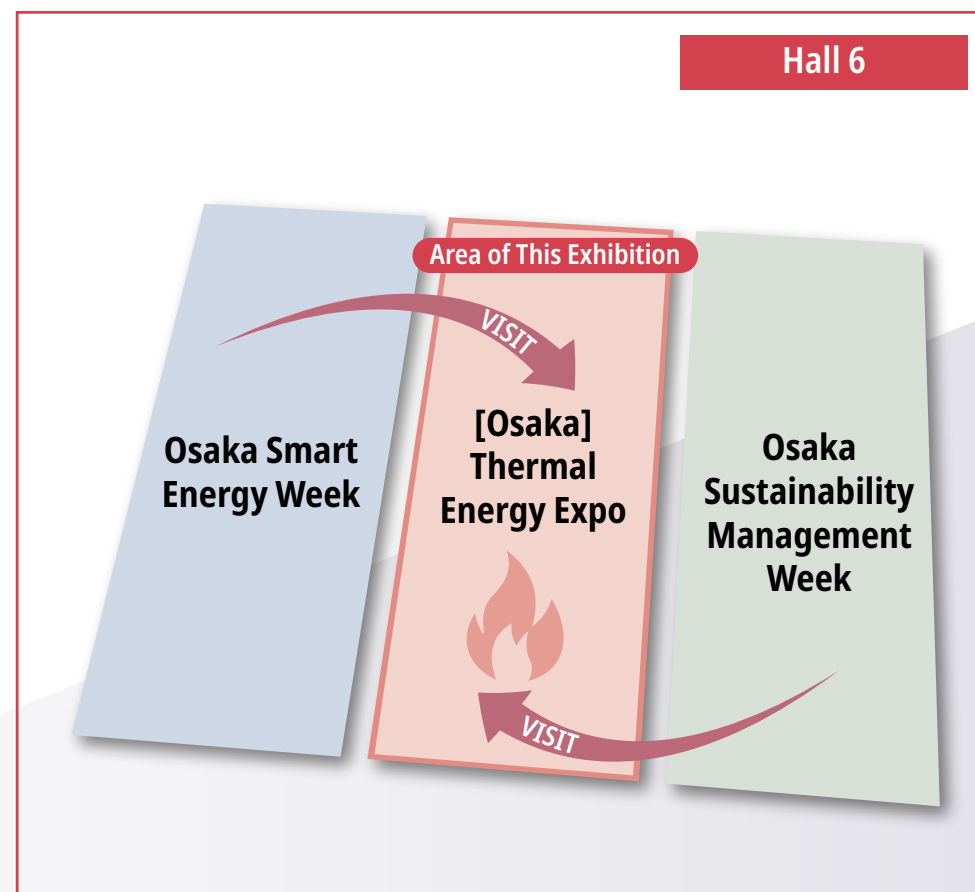 Hall 6
Area of This Exhibition
VISIT
Osaka Smart
Energy Week
[Osaka]
Thermal
Energy Expo
Osaka
Sustainability
Management
Week
VISIT